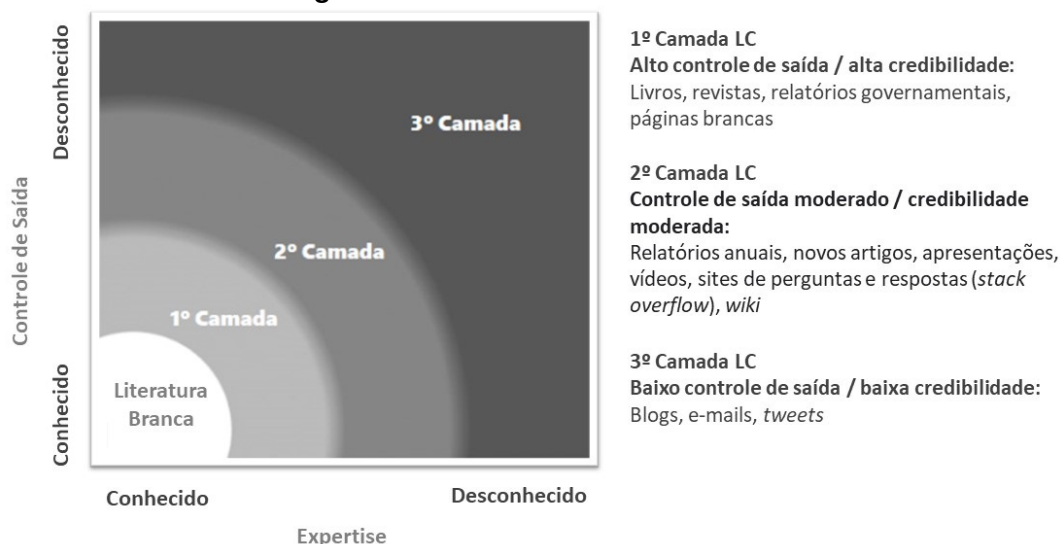 Desconhecido
Controle de Saída
Conhecido
3º Camada
2º Camada
1º Camada
Literatura
Branca
Conhecido
Desconhecido
Expertise
1º Camada LC
Alto controle de saída / alta credibilidade:
Livros, revistas, relatórios governamentais,
páginas brancas
2º Camada LC
Controle de saída moderado / credibilidade
moderada:
Relatórios anuais, novos artigos, apresentações,
vídeos, sites de perguntas e respostas (stack
overflow), wiki
3º Camada LC
Baixo controle de saída / baixa credibilidade:
Blogs, e-mails, tweets